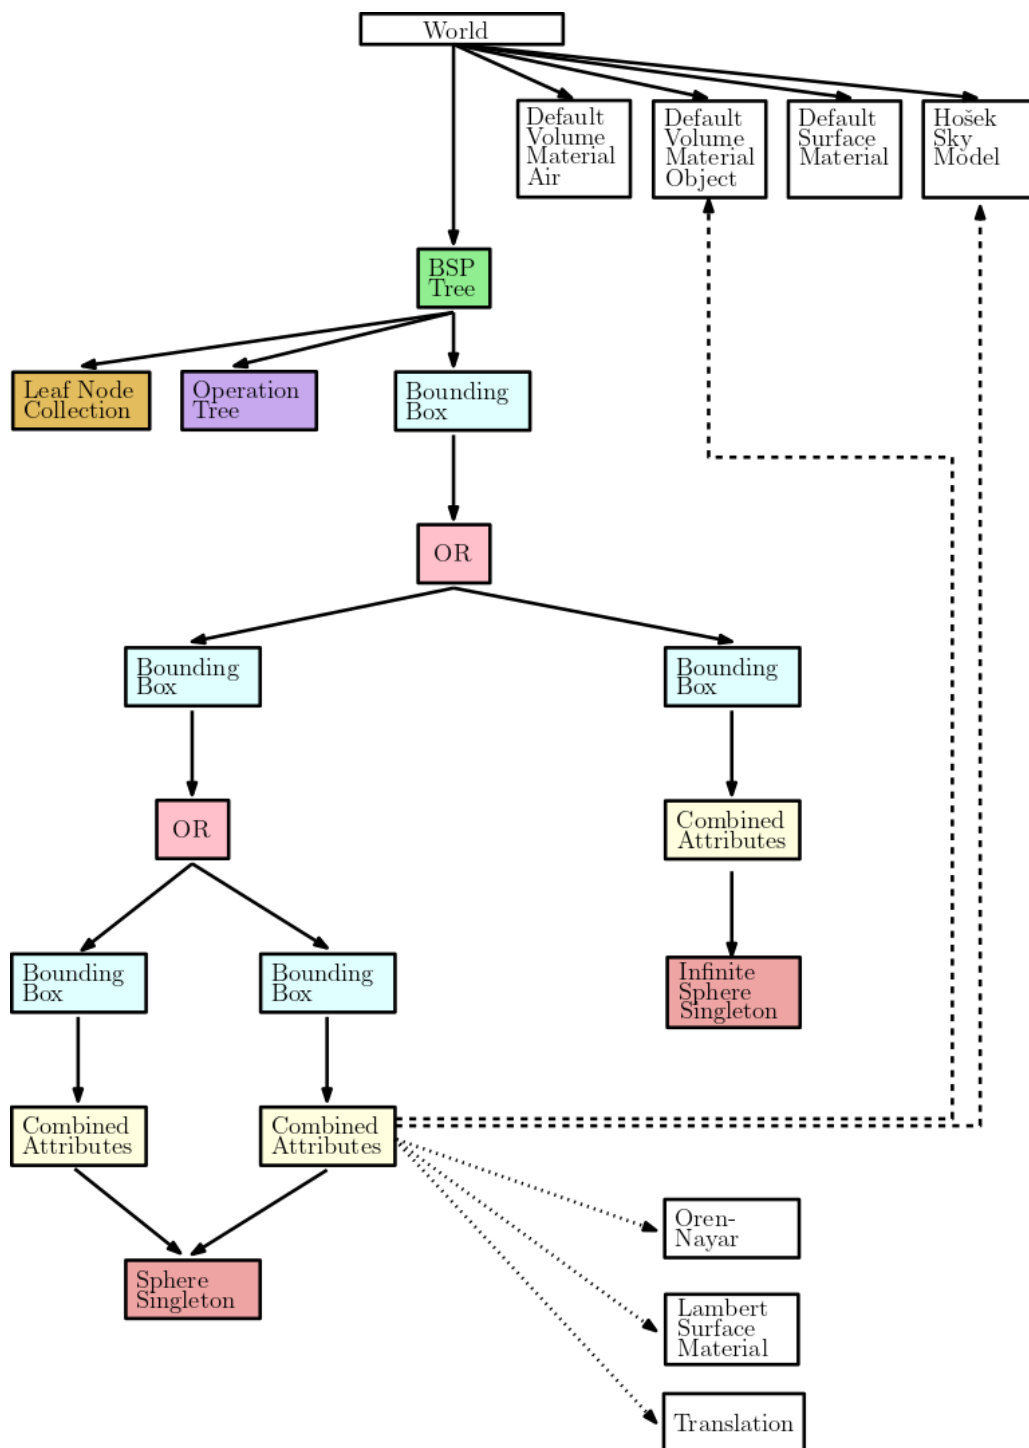 World
Default
Volume
Material
Air
Default
Volume
Material
Object
Default
Surface
Material
Hošek
Sky
Model
BSP
Tree
Leaf Node
Collection
Operation
Tree
Bounding
Box
OR
Bounding
Box
Bounding
Box
OR
Combined
Attributes
Bounding
Box
Bounding
Box
Infinite
Sphere
Singleton
Combined
Attributes
Combined
Attributes
Sphere
Singleton
Oren-
Nayar
Lambert
Surface
Material
Translation